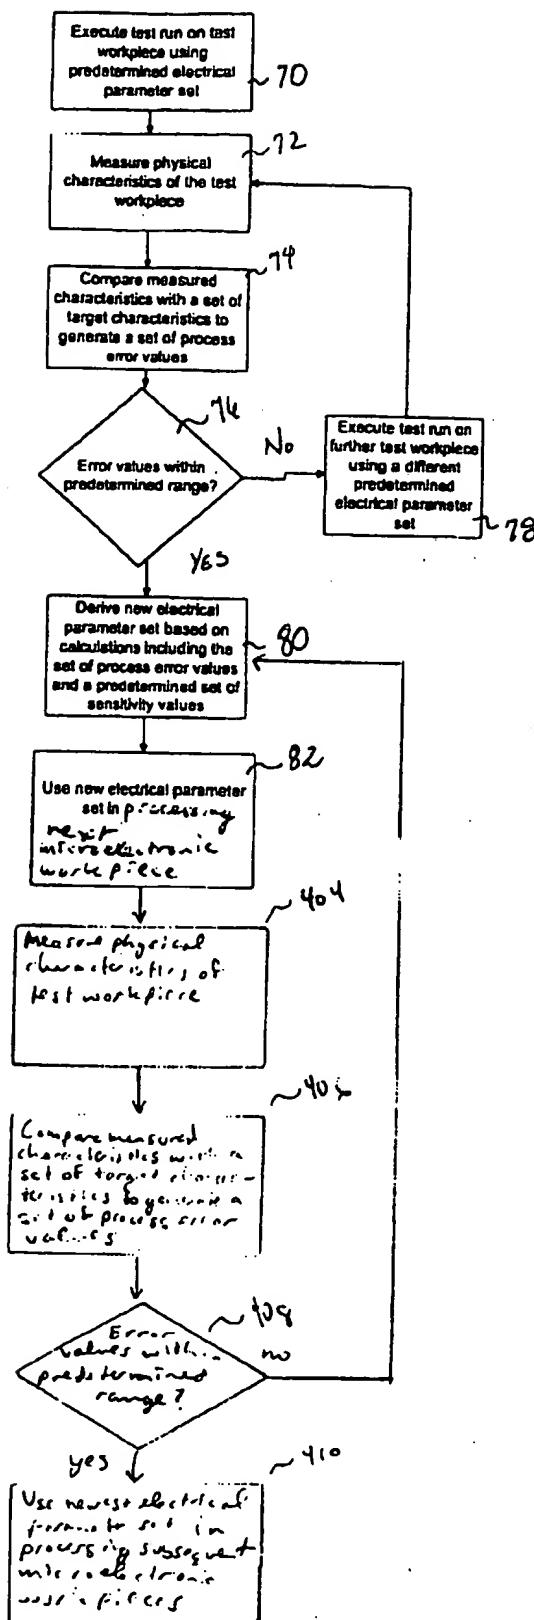 Execute test run on test
workpiece using
predetermined electrical
parameter set
70
72
Measure physical
characteristics of the test
workpiece
74
Compare measured
characteristics with a set of
target characteristics to
generate a set of process
error values
76
Error values within
predetermined range?
No
Execute test run on
further test workpiece
using a different
predetermined
electrical parameter
set
78
YES
Derive new electrical
parameter set based on
calculations including the
set of process error values
and a predetermined set of
sensitivity values
80
82
Use new electrical parameter
set in processing
next
microelectronic
workpiece
404
Measure physical
characteristics of
test workpiece
Compare measured
characteristics with a
set of target charac-
teristics to generate a
set of process error
values
408
Error
values within
predetermined
range?
no
yes
410
Use newest electrical
parameter set in
processing subsequent
microelectronic
workpieces